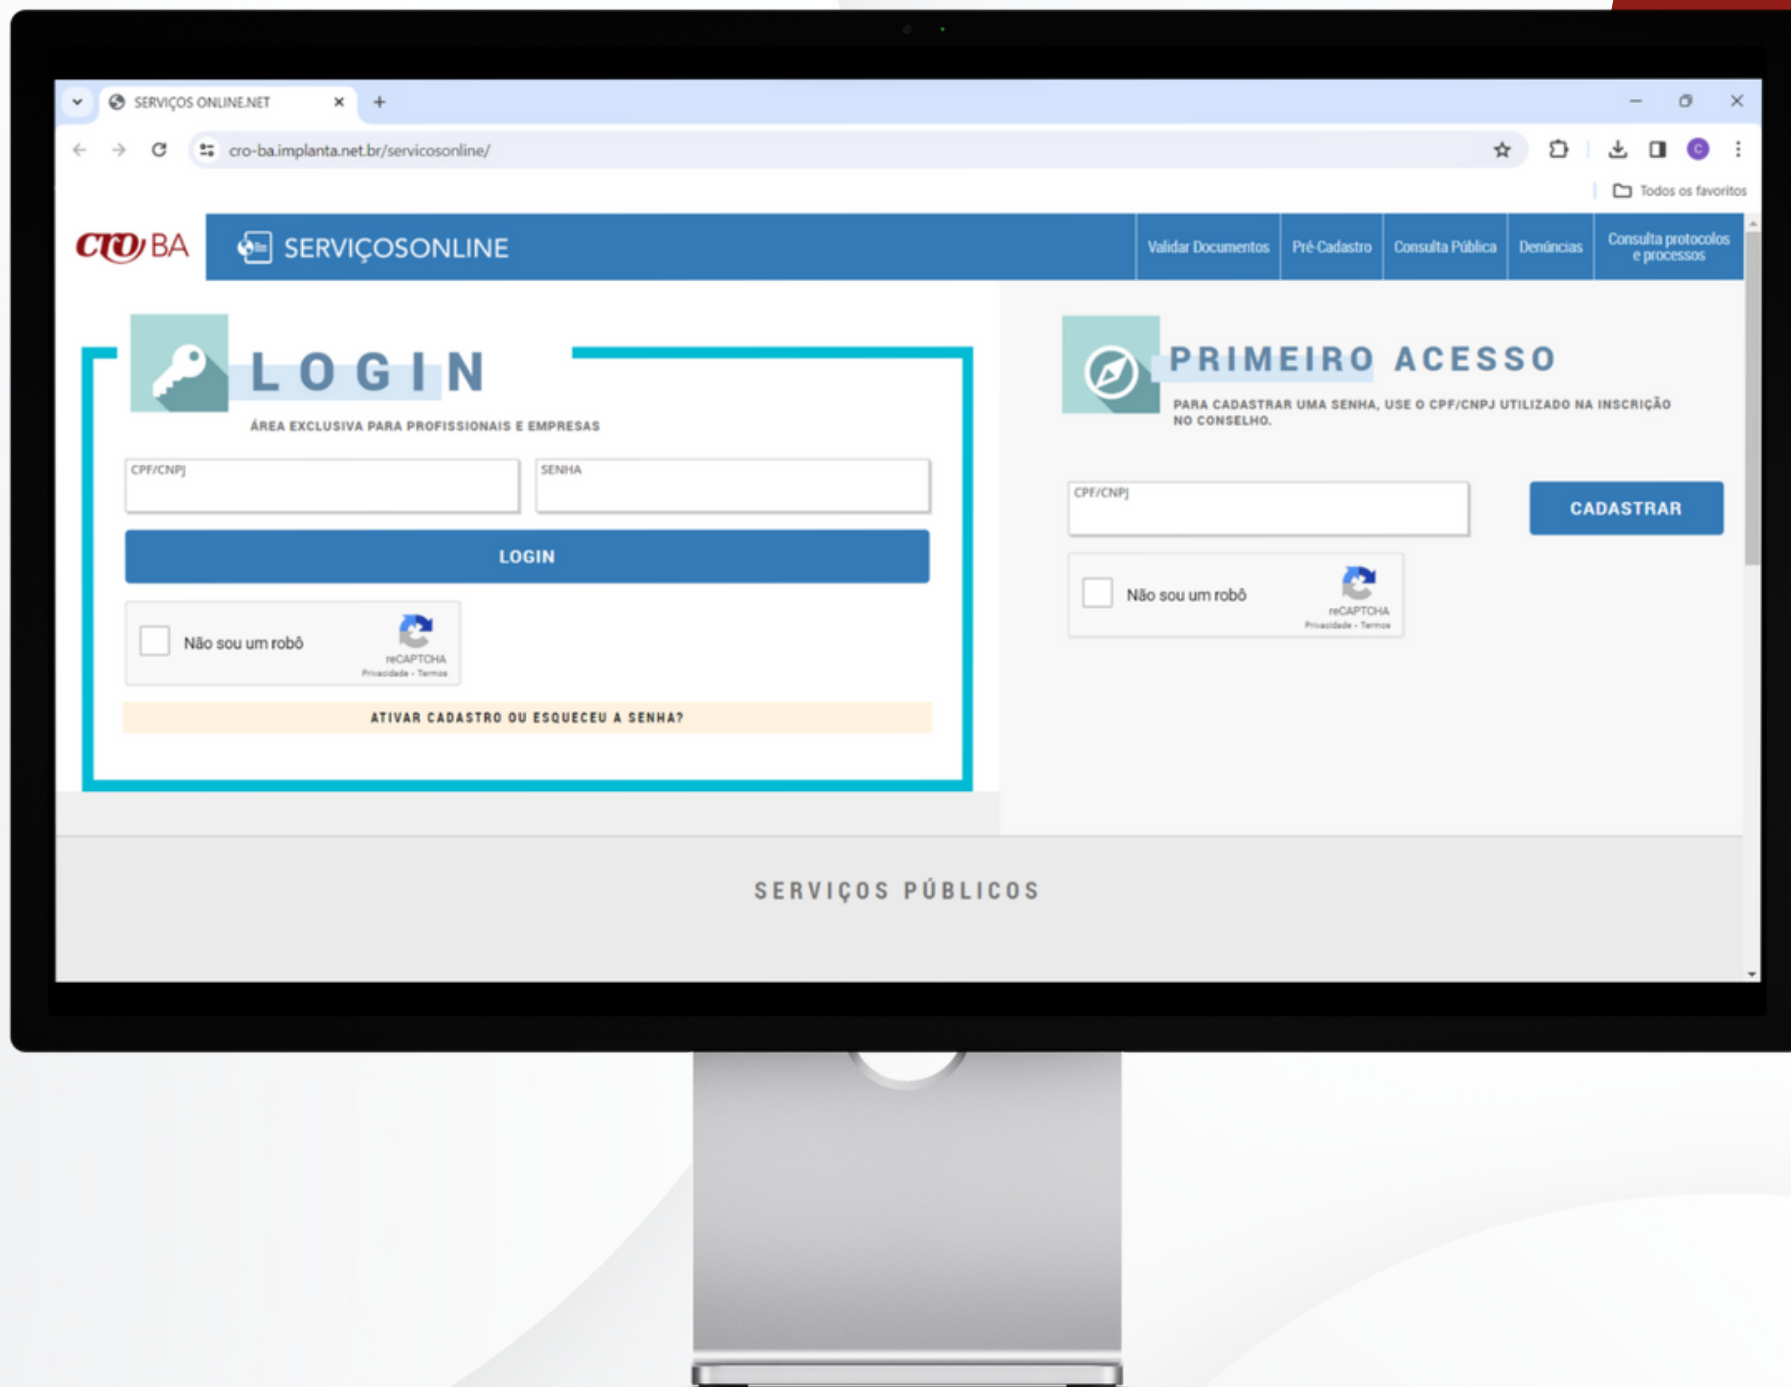 SERVIÇOS ONLINE.NET
cro-ba.implanta.net.br/servicosonline/
C
Todos os favoritos
cro BA
SERVIÇOSONLINE
Validar Documentos
Pré-Cadastro
Consulta Pública
Denúncias
Consulta protocolos
e processos
LOGIN
ÁREA EXCLUSIVA PARA PROFISSIONAIS E EMPRESAS
CPF/CNPJ
SENHA
LOGIN
Não sou um robô
reCAPTCHA
Privacidade - Termos
ATIVAR CADASTRO OU ESQUECEU A SENHA?
PRIMEIRO ACESSO
PARA CADASTRAR UMA SENHA, USE O CPF/CNPJ UTILIZADO NA INSCRIÇÃO
NO CONSELHO.
CPF/CNPJ
CADASTRAR
Não sou um robô
reCAPTCHA
Privacidade - Termos
SERVIÇOS PÚBLICOS